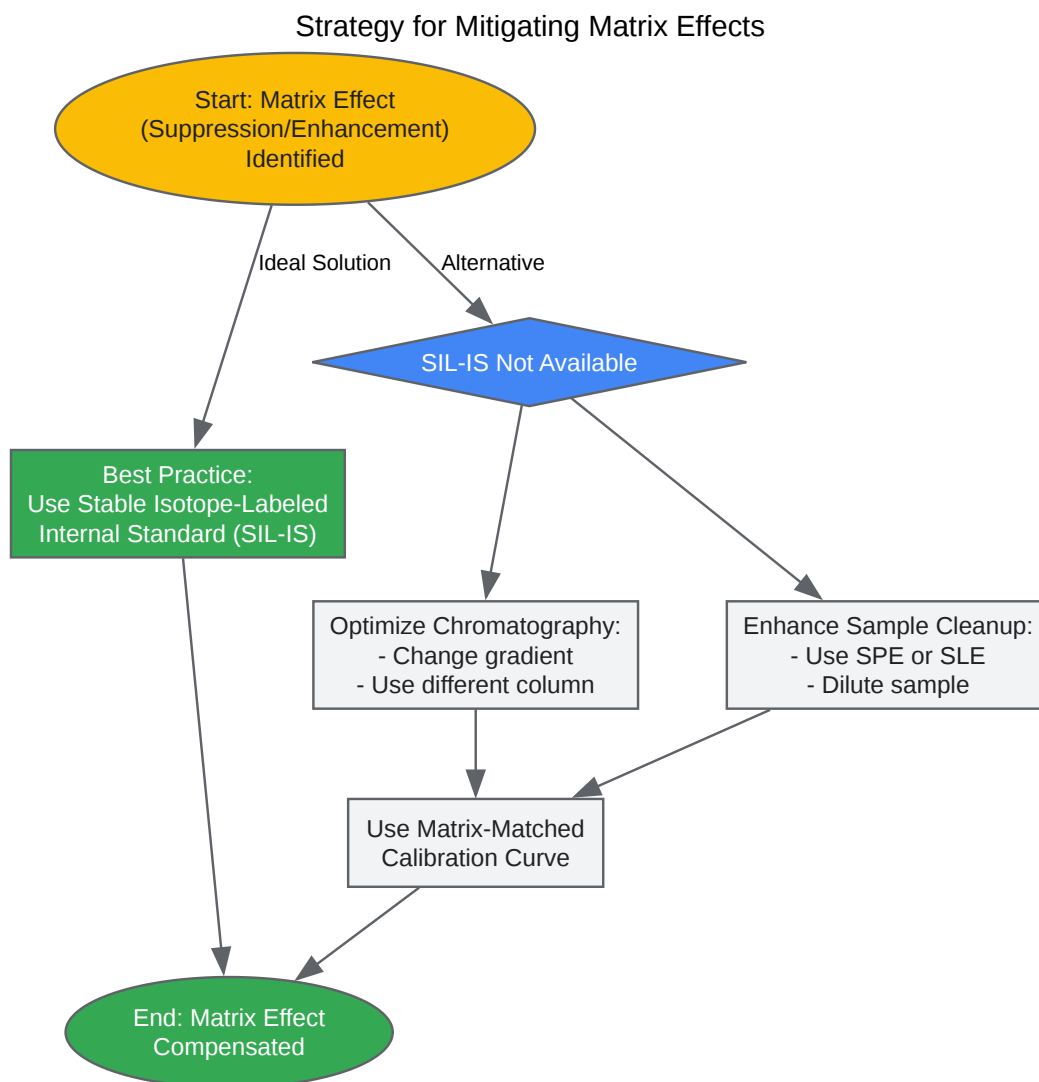 Strategy for Mitigating Matrix Effects
Start: Matrix Effect
(Suppression/Enhancement)
Identified
Ideal Solution
Alternative
SIL-IS Not Available
Best Practice:
Use Stable Isotope-Labeled
Internal Standard (SIL-IS)
Optimize Chromatography:
- Change gradient
- Use different column
Enhance Sample Cleanup:
- Use SPE or SLE
- Dilute sample
Use Matrix-Matched
Calibration Curve
End: Matrix Effect
Compensated